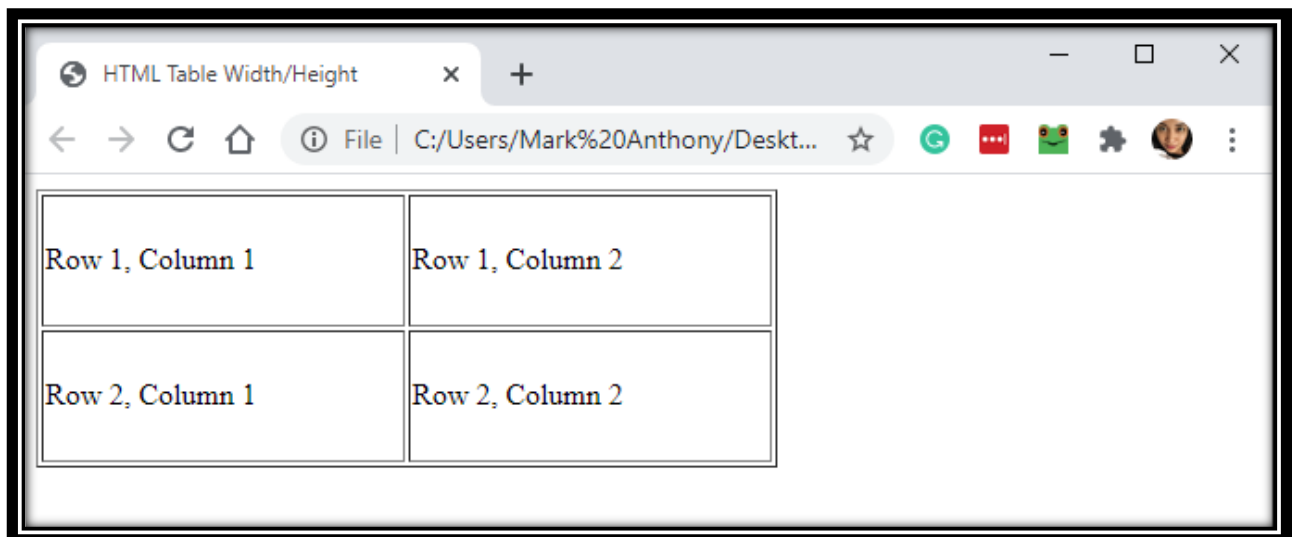 HTML Table Width/Height
File C:/Users/Mark%20Anthony/Deskt...
G
Row 1, Column 1 Row 1, Column 2
Row 2, Column 1 Row 2, Column 2